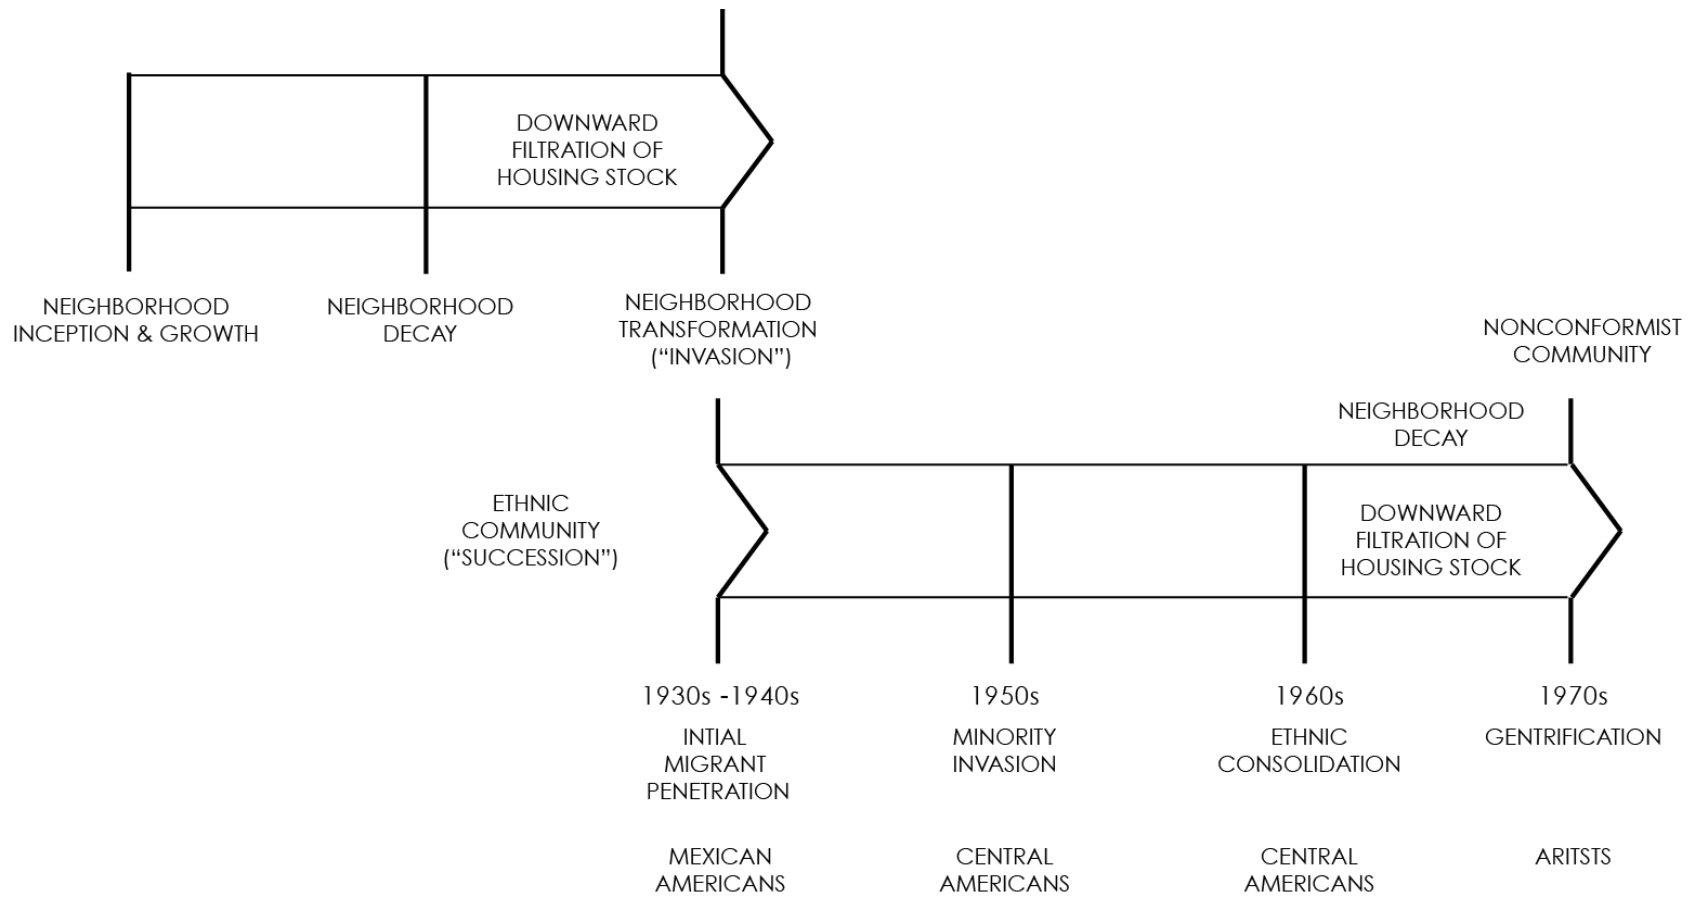 DOWNWARD
FILTRATION OF
HOUSING STOCK
NEIGHBORHOOD
INCEPTION & GROWTH
NEIGHBORHOOD
DECAY
NEIGHBORHOOD
TRANSFORMATION
(“INVASION”)
NONCONFORMIST
COMMUNITY
NEIGHBORHOOD
DECAY
ETHNIC
COMMUNITY
(“SUCCESSION”)
DOWNWARD
FILTRATION OF
HOUSING STOCK
1930s -1940s
INTIAL
MIGRANT
PENETRATION
MEXICAN
AMERICANS
1950s
MINORITY
INVASION
CENTRAL
AMERICANS
1960s
ETHNIC
CONSOLIDATION
CENTRAL
AMERICANS
1970s
GENTRIFICATION
ARITSTS